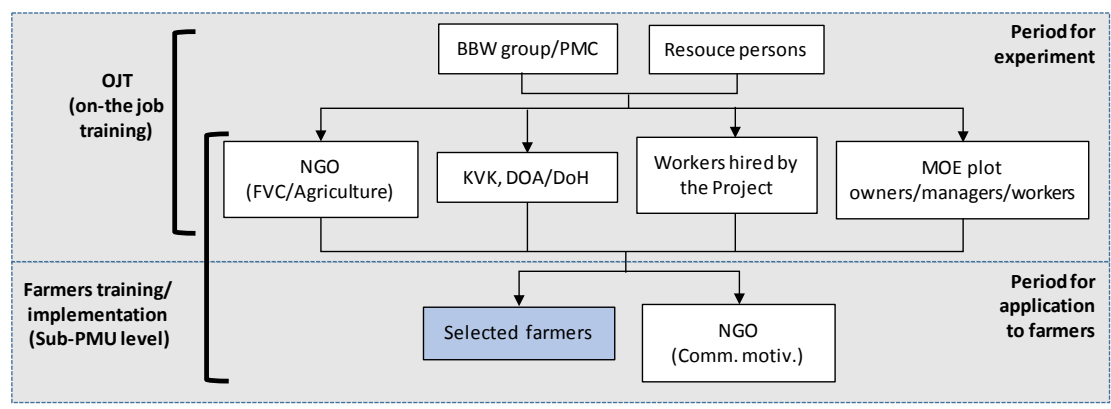 BBW group/PMC
Resouce persons
Period for
experiment
OJT
(on-the job
training)
NGO
(FVC/Agriculture)
KVK, DOA/DoH
Workers hired by
the Project
MOE plot
owners/managers/workers
Farmers training/
implementation
(Sub-PMU level)
Selected farmers
NGO
(Comm. motiv.)
Period for
application
to farmers